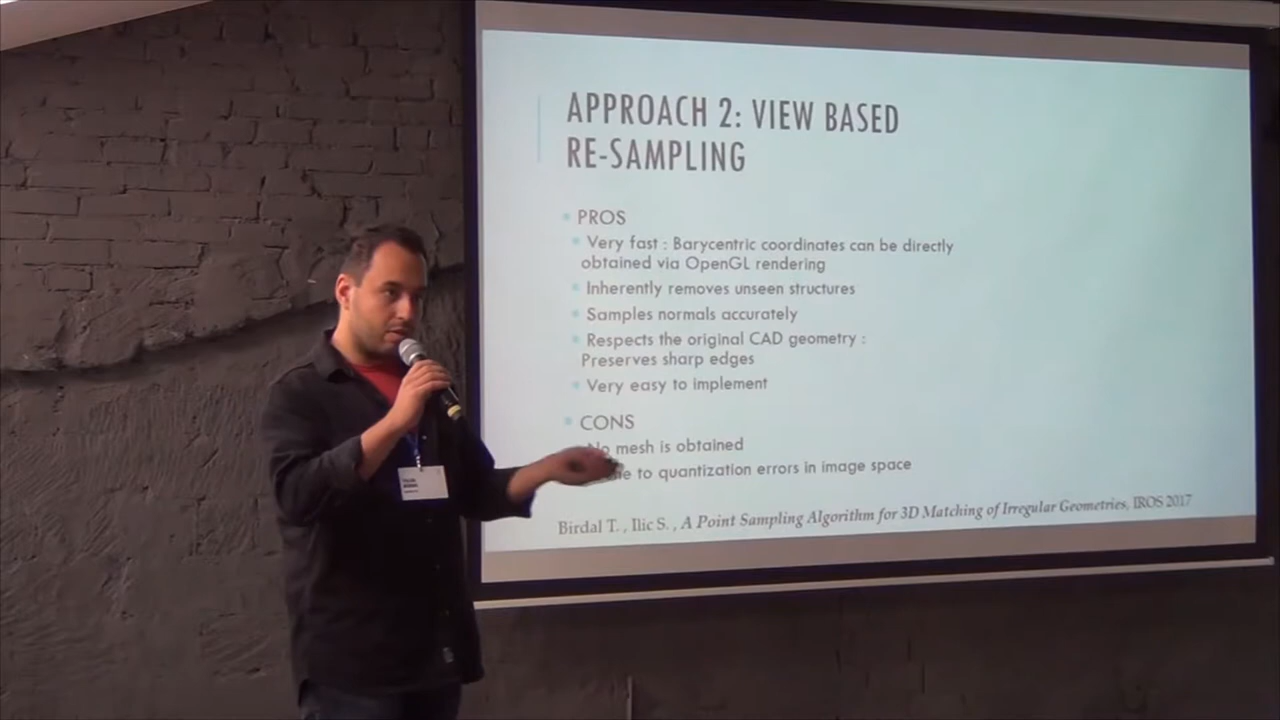 APPROACH 2: VIEW BASED
RE-SAMPLING
PROS
Very fast : Barycentric coordinates can be directly
obtained via OpenGL rendering
Inherently removes unseen structures
Samples normals accurately
Respects the original CAD geometry :
Preserves sharp edges
Very easy to implement
CONS
No mesh is obtained
to quantization errors in image space
Birdal T. , Ilic S. , A Point Sampling Algorithm for 3D Matching of Irregular Geometries, IROS 2017